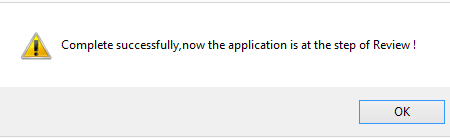 Complete successfully,now the application is at the step of Review !
OK